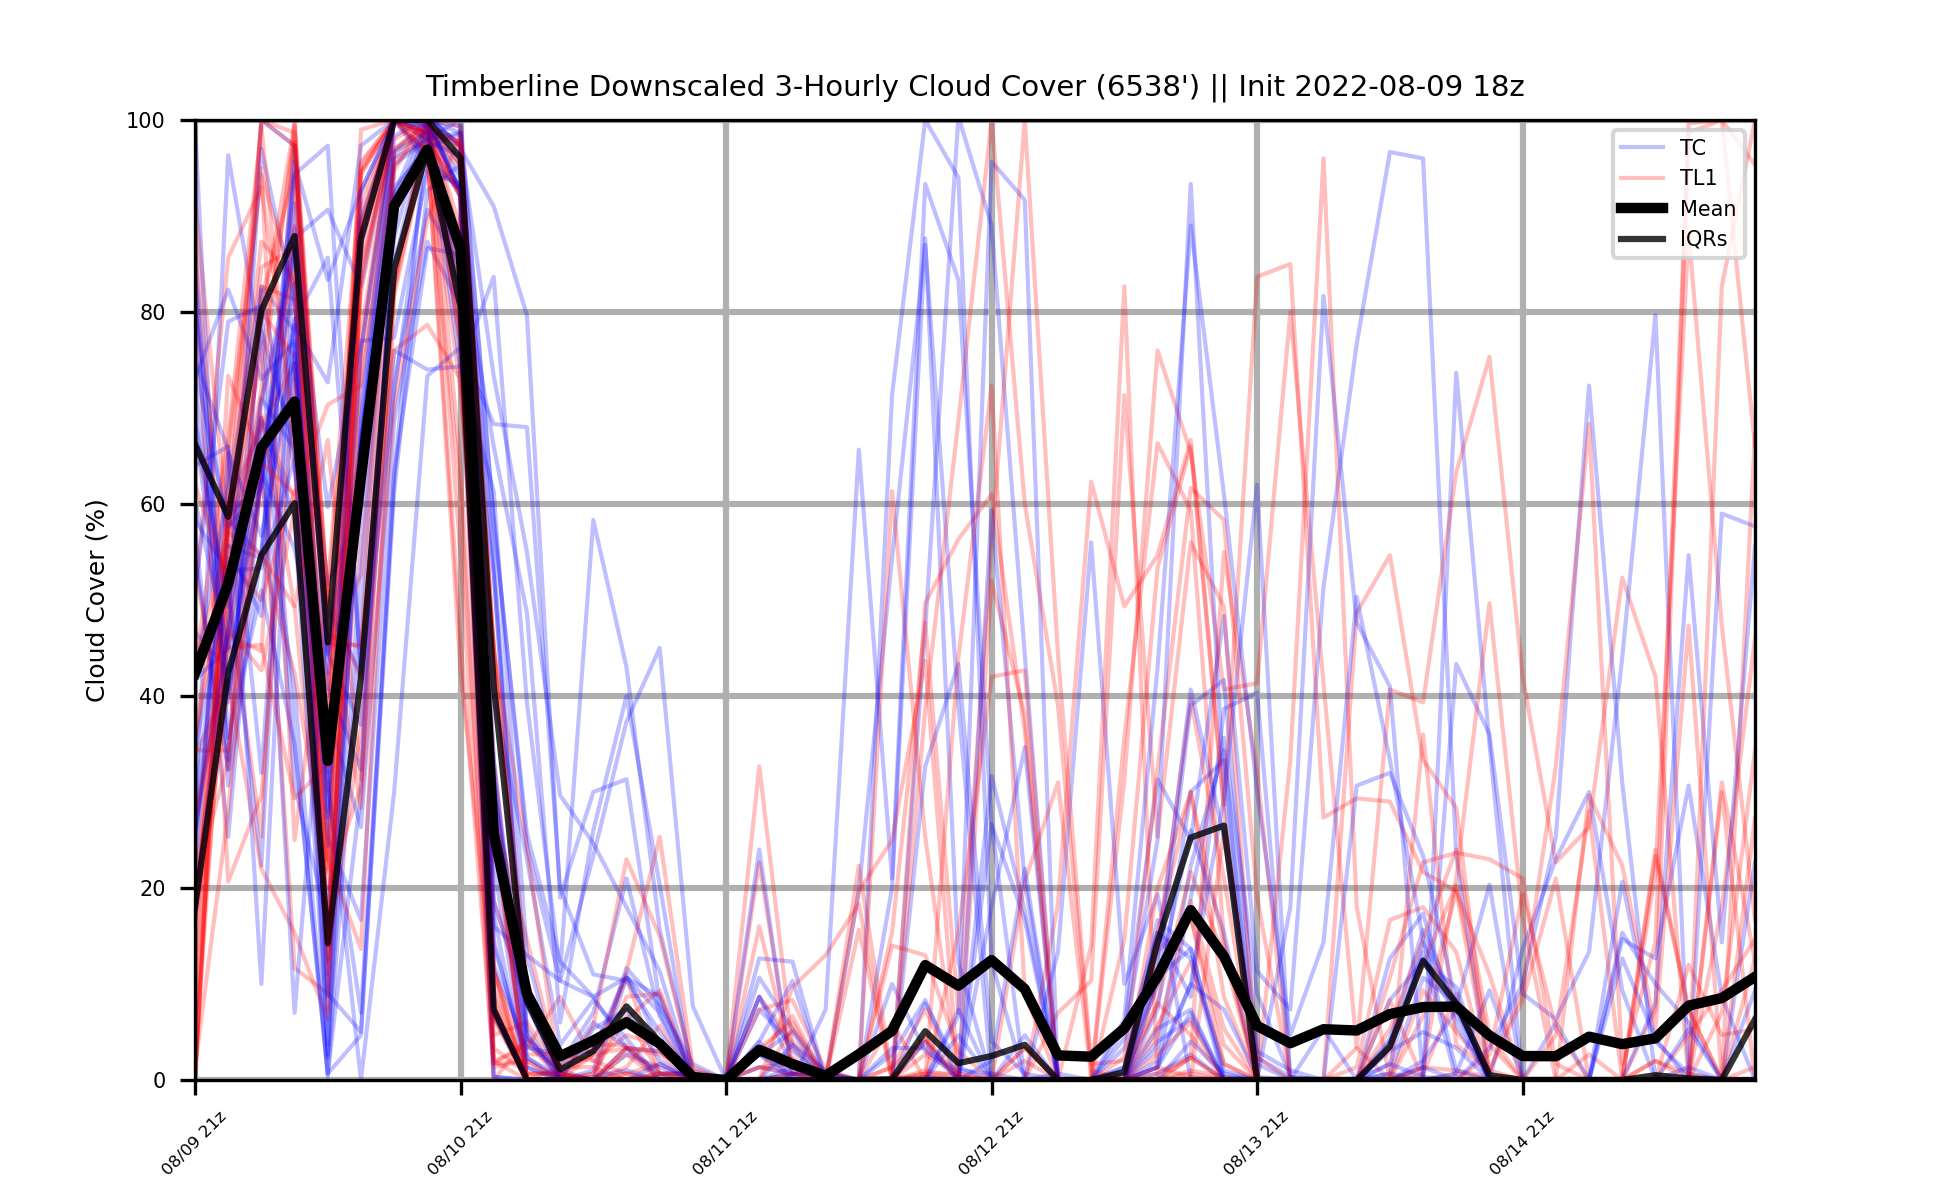 Timberline Downscaled 3-Hourly Cloud Cover (6538') || Init 2022-08-09 18z
Cloud Cover (%)
100
80
60
40
20
0
TC
TL1
Mean
IQRs
08/09 21z
08/10 21z
08/11 21z
08/12 21z
08/13 21z
08/14 21z